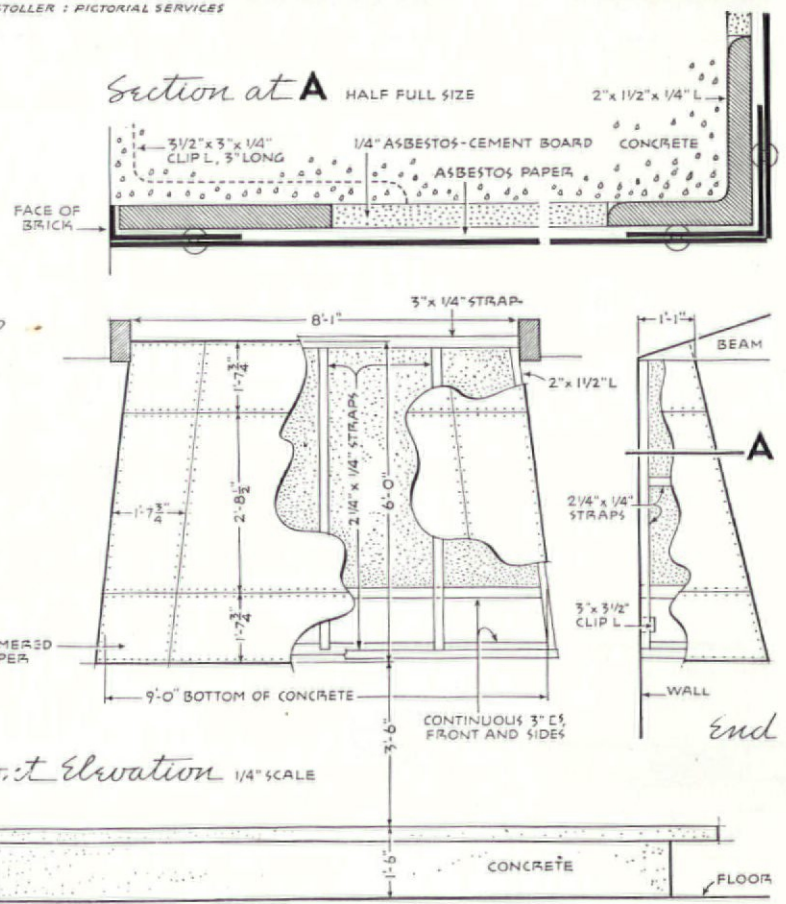 STOLLER : PICTORIAL SERVICES
Section at A HALF FULL SIZE
2" x 1 1/2" x 1/4" L
3 1/2" x 3" x 1/4"
CLIP L, 3" LONG
1/4" ASBESTOS-CEMENT BOARD
CONCRETE
ASBESTOS PAPER
FACE OF
BRICK
3" x 1/4" STRAP
8'-1"
1'-1"
BEAM
1'-7 3/4"
2" x 1 1/2" L
2 1/4" x 1/4" STRAPS
6'-0"
A
2'-8 1/2"
1'-7 3/4"
2 1/4" x 1/4"
STRAPS
1'-7 3/4"
3" x 3 1/2"
CLIP L
MERED
PER
9'-0" BOTTOM OF CONCRETE
WALL
CONTINUOUS 3" [S,
FRONT AND SIDES
End
3'-6"
Elevation 1/4" SCALE
1'-6"
CONCRETE
FLOOR